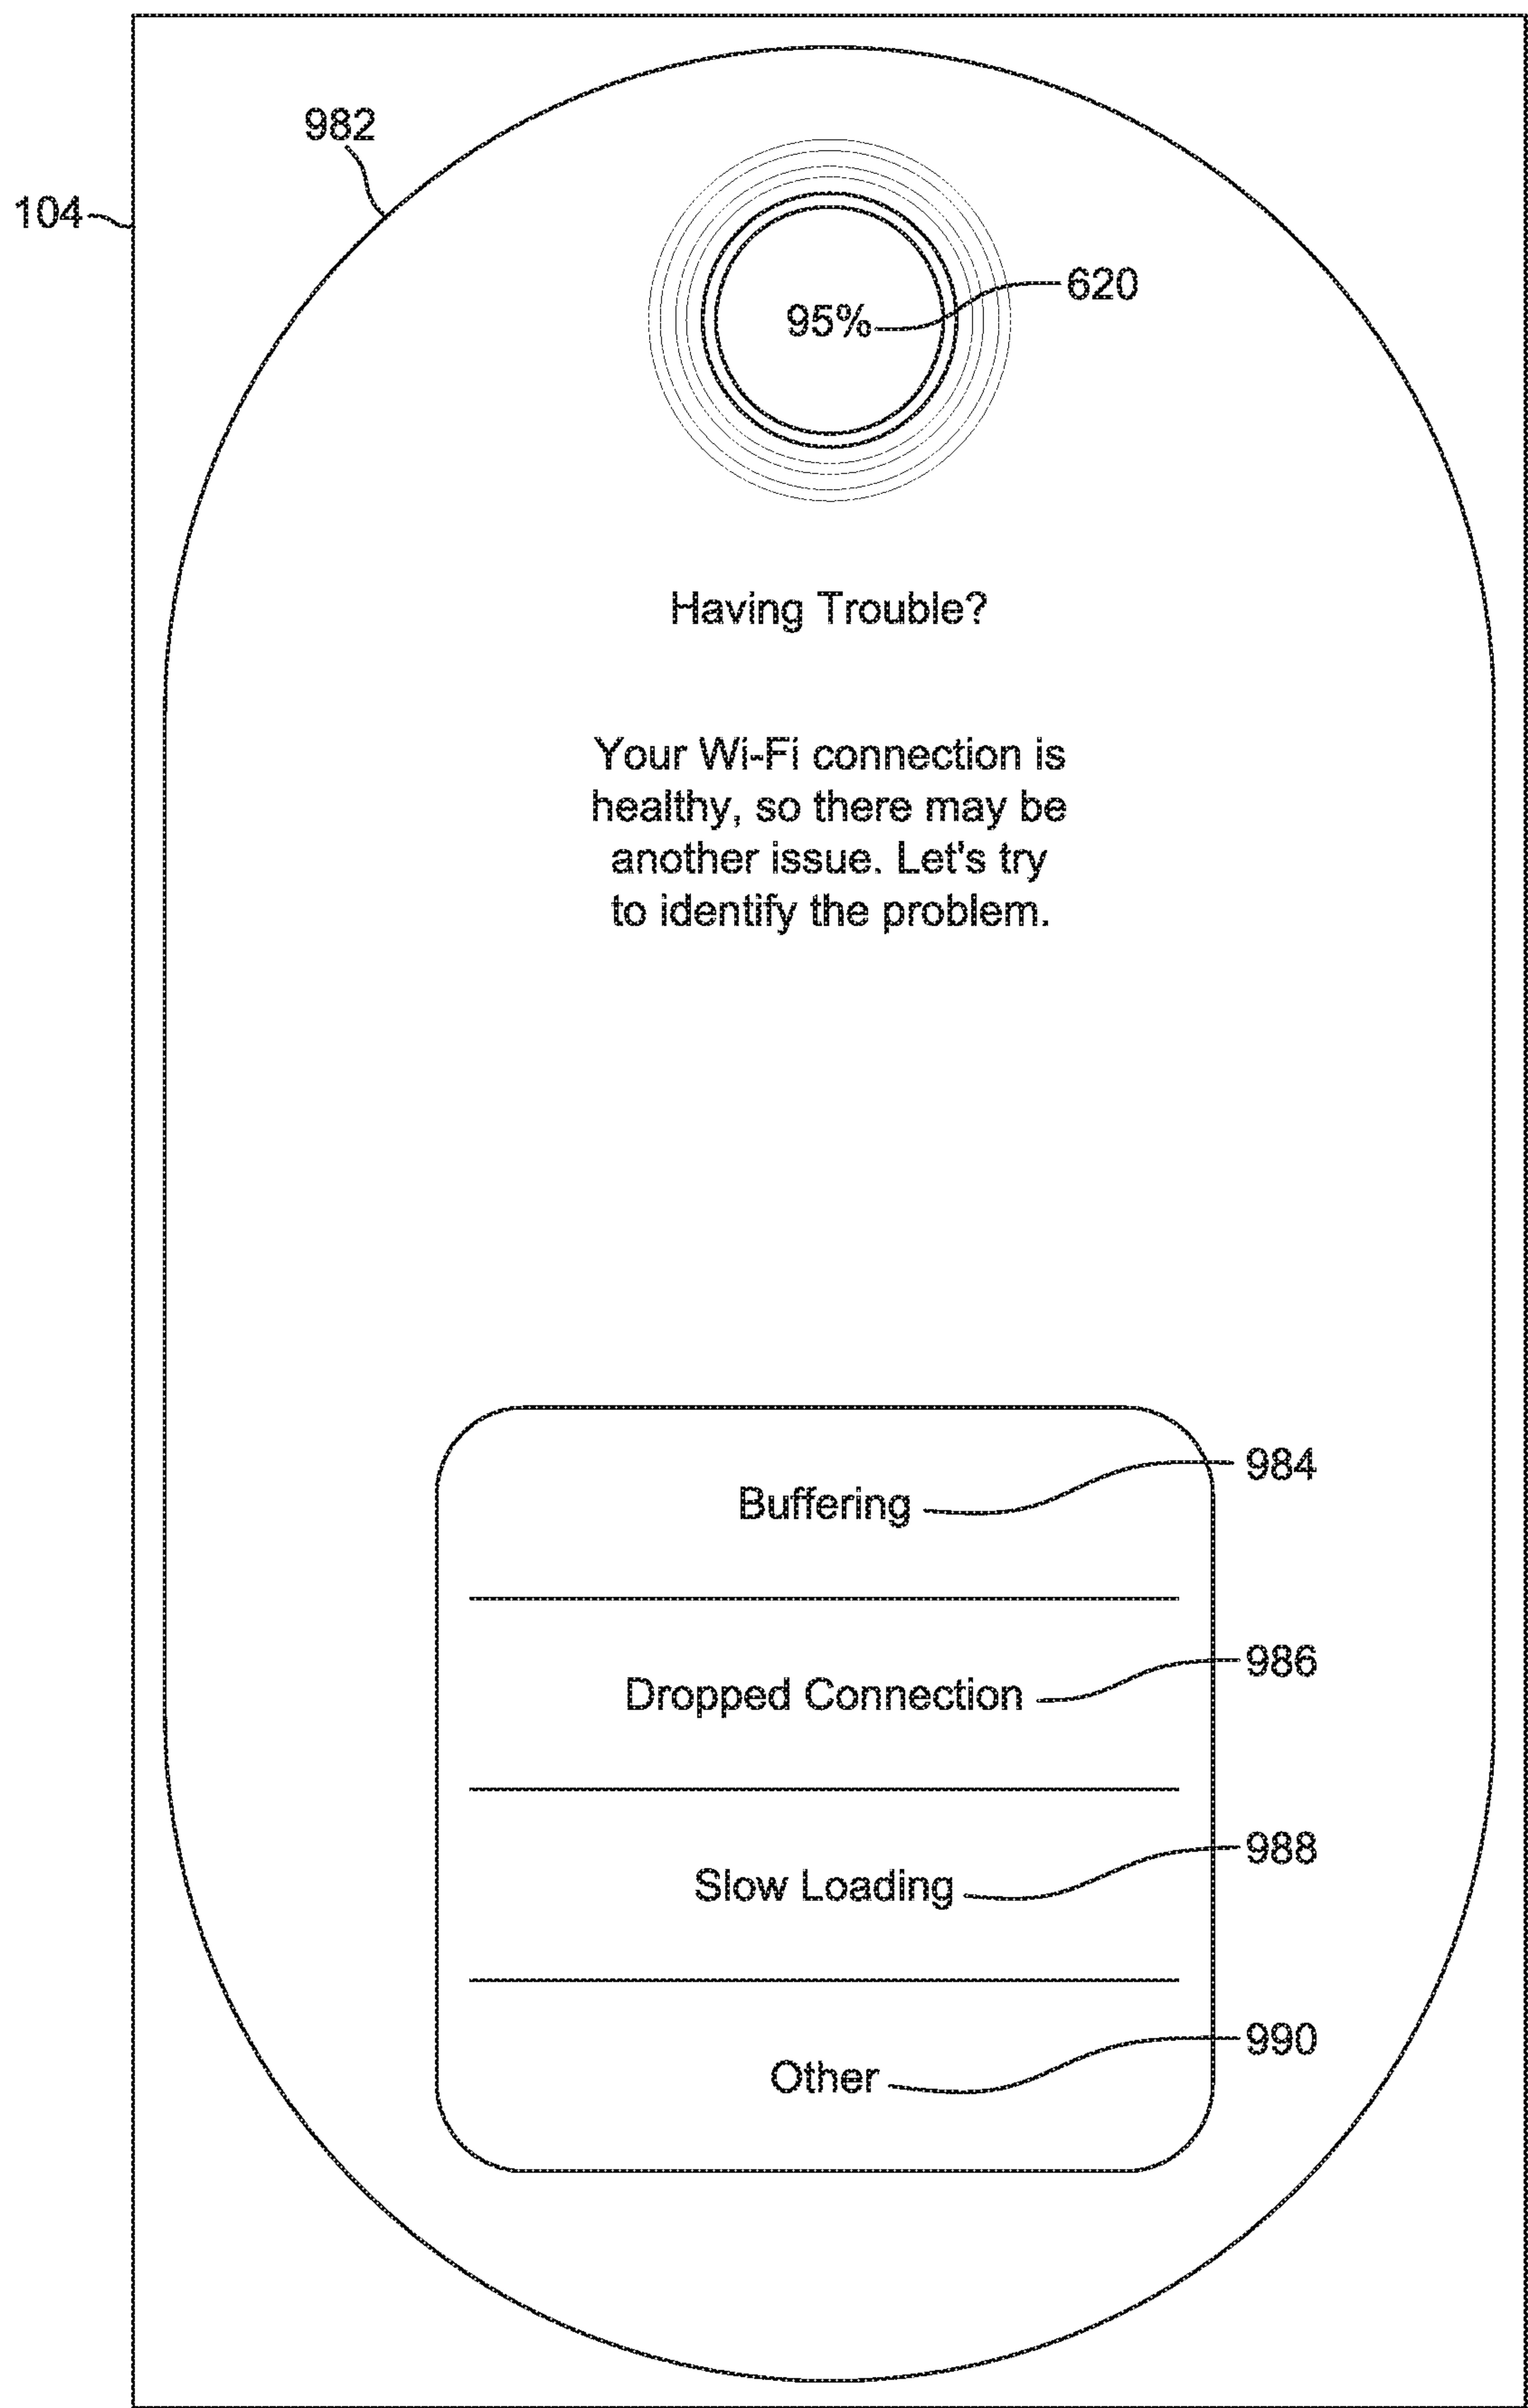 982
104
620
95%
Having Trouble?
Your Wi-Fi connection is
healthy, so there may be
another issue. Let's try
to identify the problem.
984
Buffering
986
Dropped Connection
988
Slow Loading
990
Other